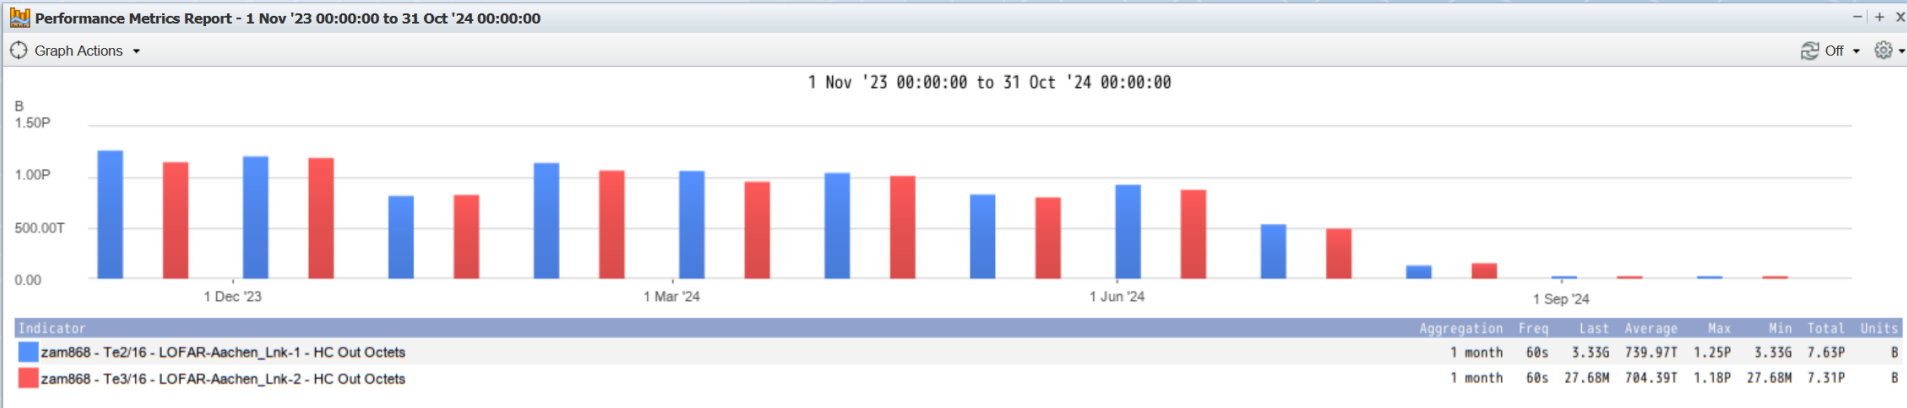 Performance Metrics Report - 1 Nov '23 00:00:00 to 31 Oct '24 00:00:00
Graph Actions
Off
1 Nov '23 00:00:00 to 31 Oct '24 00:00:00
B
1.50P
1.00P
500.00T
0.00
1 Dec '23 1 Mar '24 1 Jun '24 1 Sep '24
Indicator Aggregation Freq Last Average Max Min Total Units
zam868 - Te2/16 - LOFAR-Aachen_Lnk-1 - HC Out Octets 1 month 60s 3.33G 739.97T 1.25P 3.33G 7.63P B
zam868 - Te3/16 - LOFAR-Aachen_Lnk-2 - HC Out Octets 1 month 60s 27.68M 704.39T 1.18P 27.68M 7.31P B